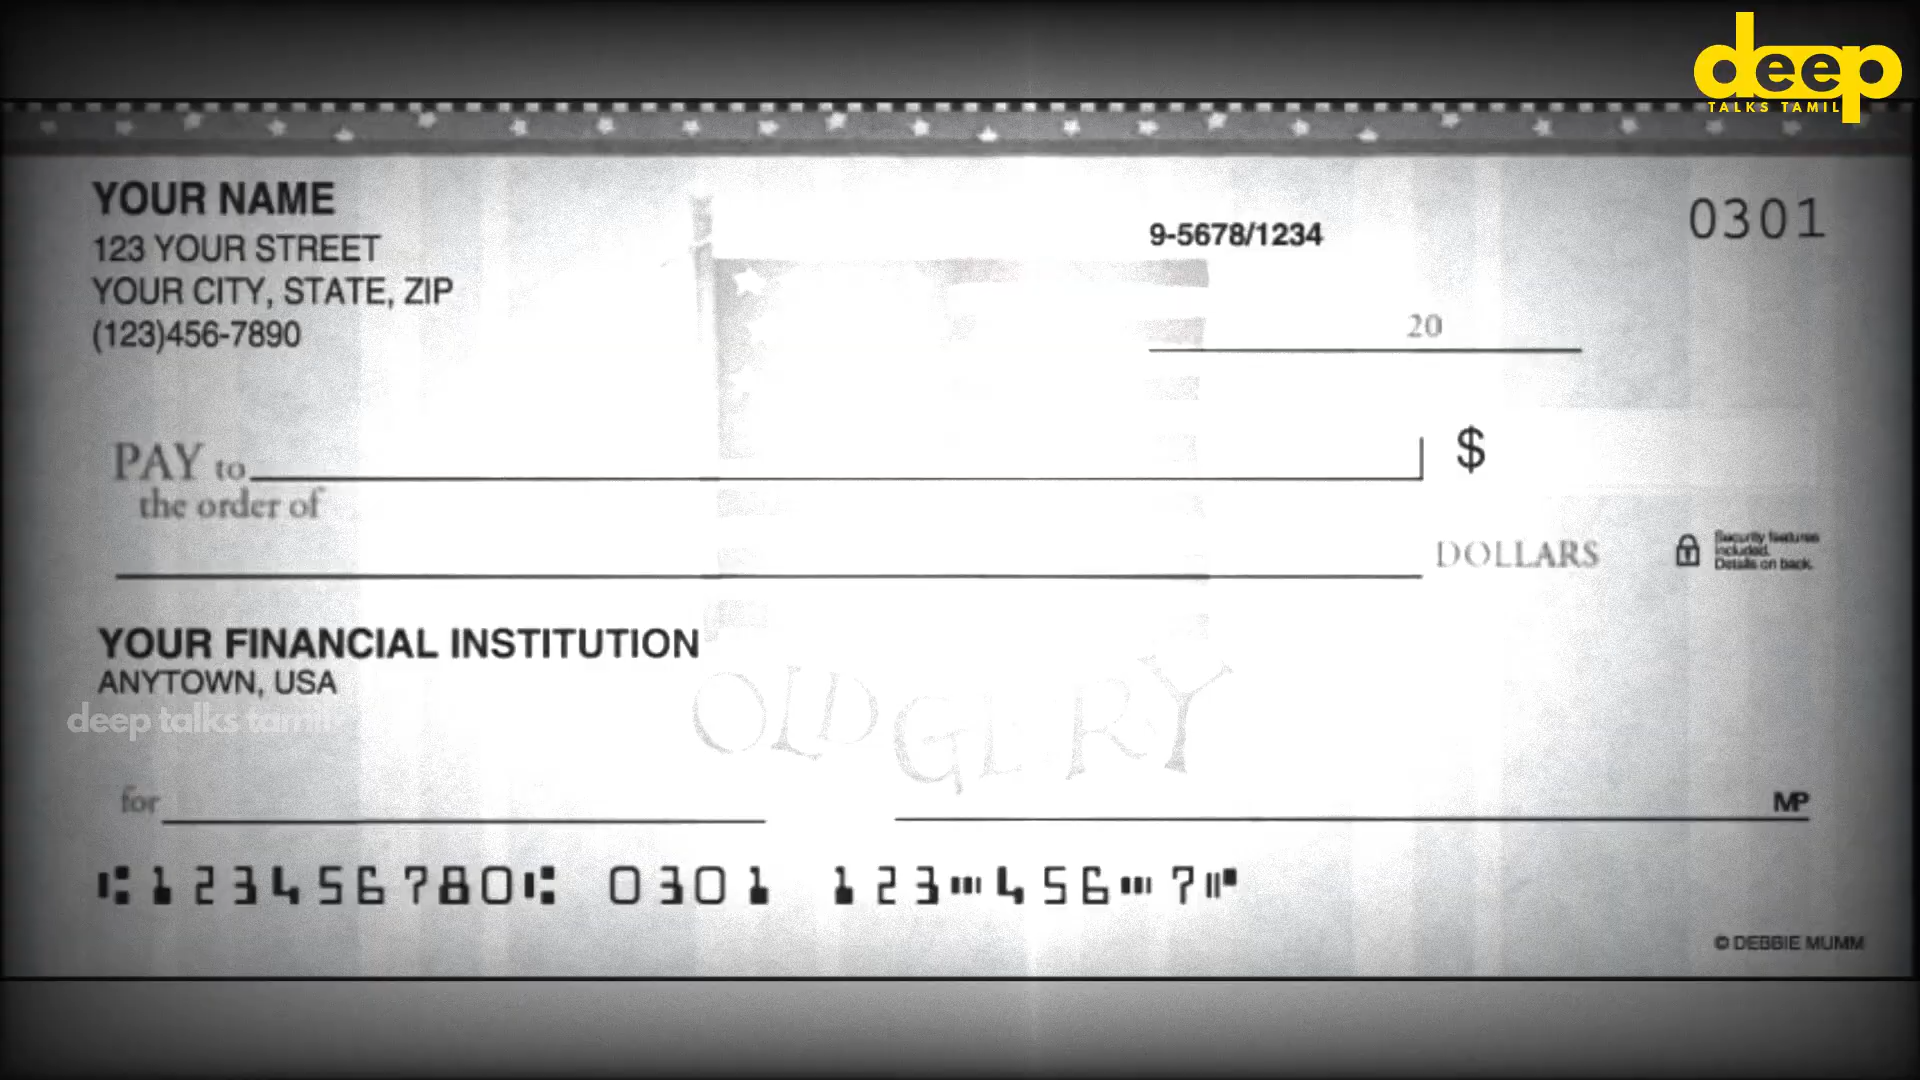 deep
TALKS TAMIL
YOUR NAME
123 YOUR STREET
YOUR CITY, STATE, ZIP
(123)456-7890
9-5678/1234
0301
20
PAY to
the order of
$
DOLLARS
Security features
included.
Details on back.
YOUR FINANCIAL INSTITUTION
ANYTOWN, USA
deep talks tamil
OLD GLORY
for
MP
⑆123456780⑆ 0301 123⑉456⑉7⑈
© DEBBIE MUMM